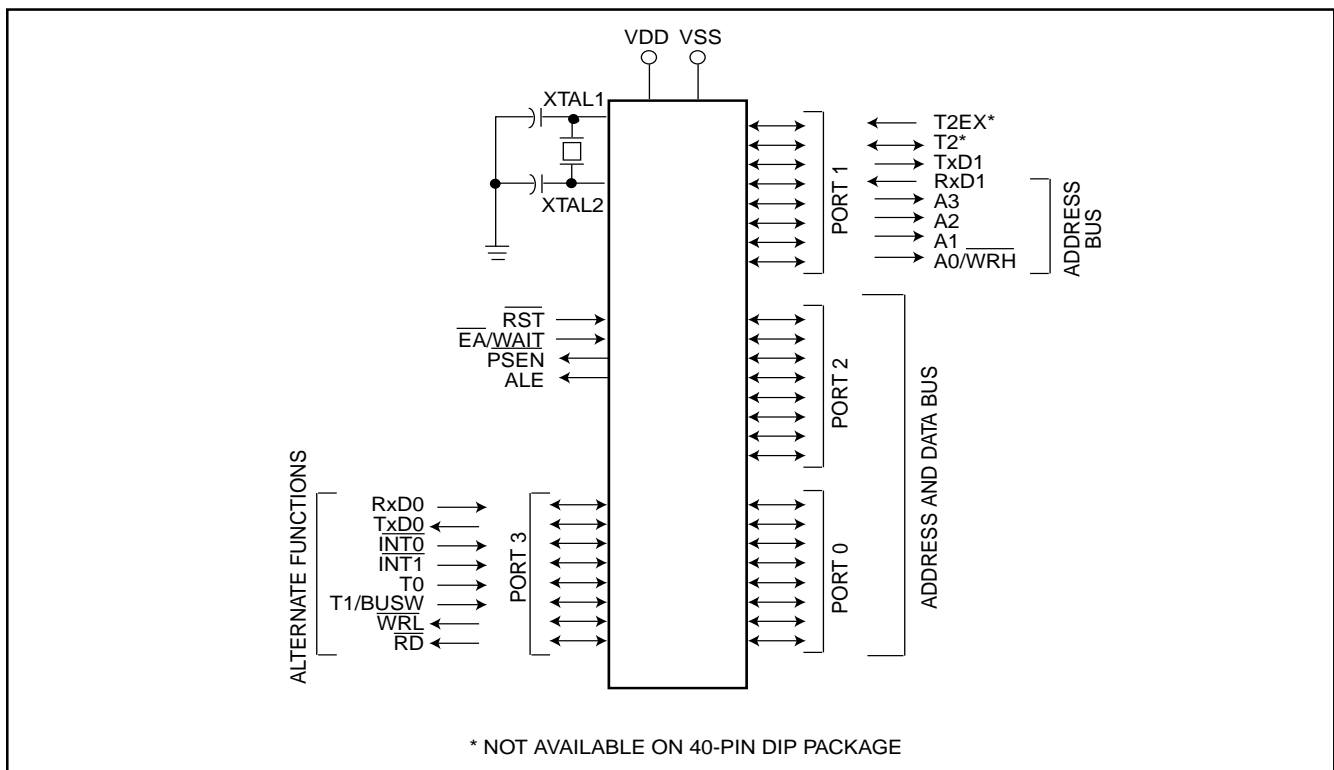 VDD VSS
XTAL1
XTAL2
T2EX*
T2*
TxD1
RxD1
A3
A2
A1
A0/WRH
PORT 1
ADDRESS
BUS
RST
EA/WAIT
PSEN
ALE
PORT 2
ADDRESS AND DATA BUS
ALTERNATE FUNCTIONS
RxD0
TxD0
INT0
INT1
T0
T1/BUSW
WRL
RD
PORT 3
PORT 0
* NOT AVAILABLE ON 40-PIN DIP PACKAGE